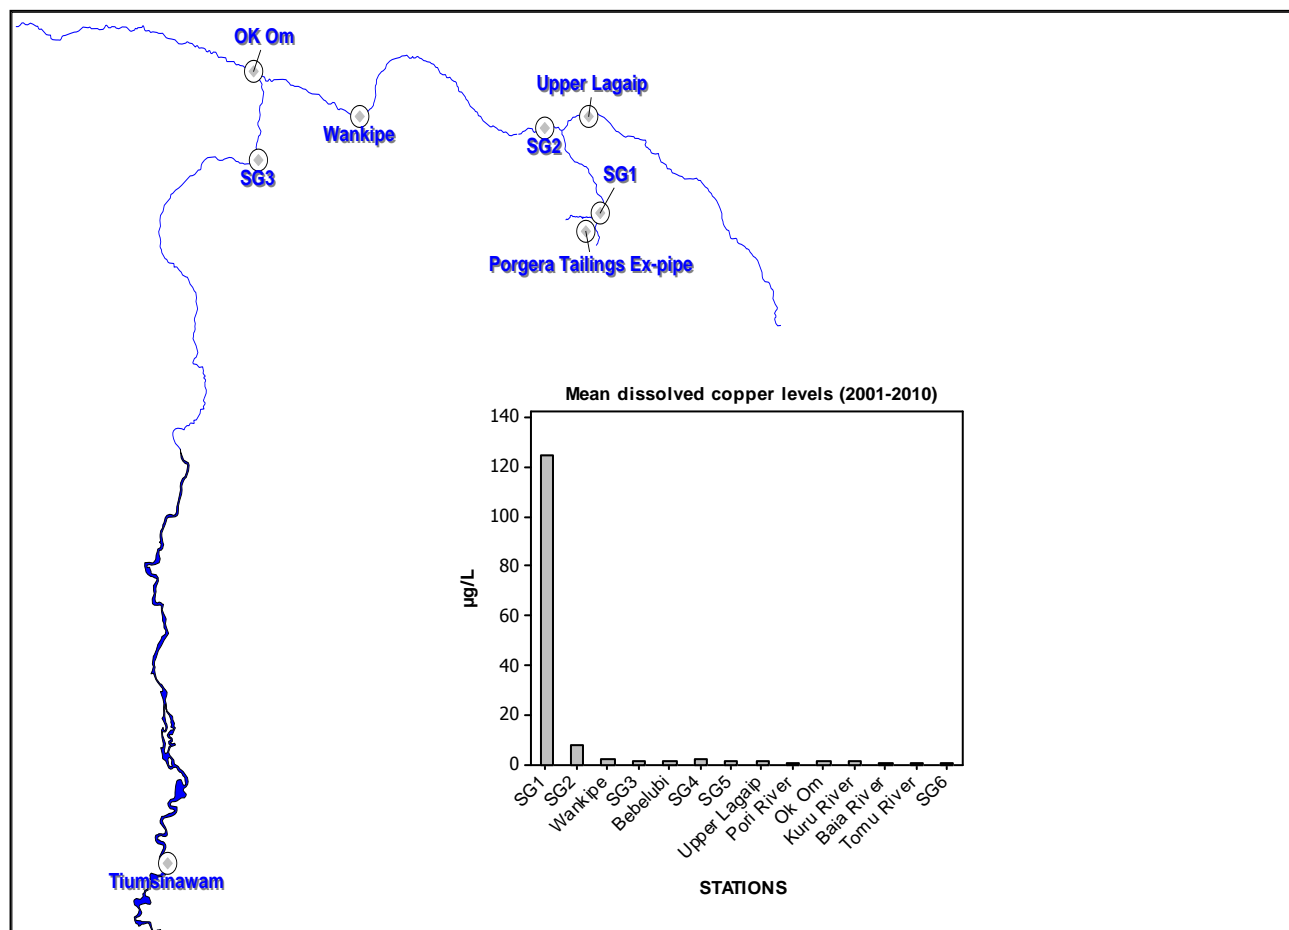 OK Om
Upper Lagaip
Wankipe
SG2
SG3
SG1
Porgera Tailings Ex-pipe
Mean dissolved copper levels (2001-2010)
140
120
100
80
60
40
20
0
µg/L
SG1
SG2
Wankipe
SG3
Bebelubi
SG4
SG5
Upper Lagaip
Pori River
Ok Om
Kuru River
Baia River
Tomu River
SG6
STATIONS
Tiumsinawam